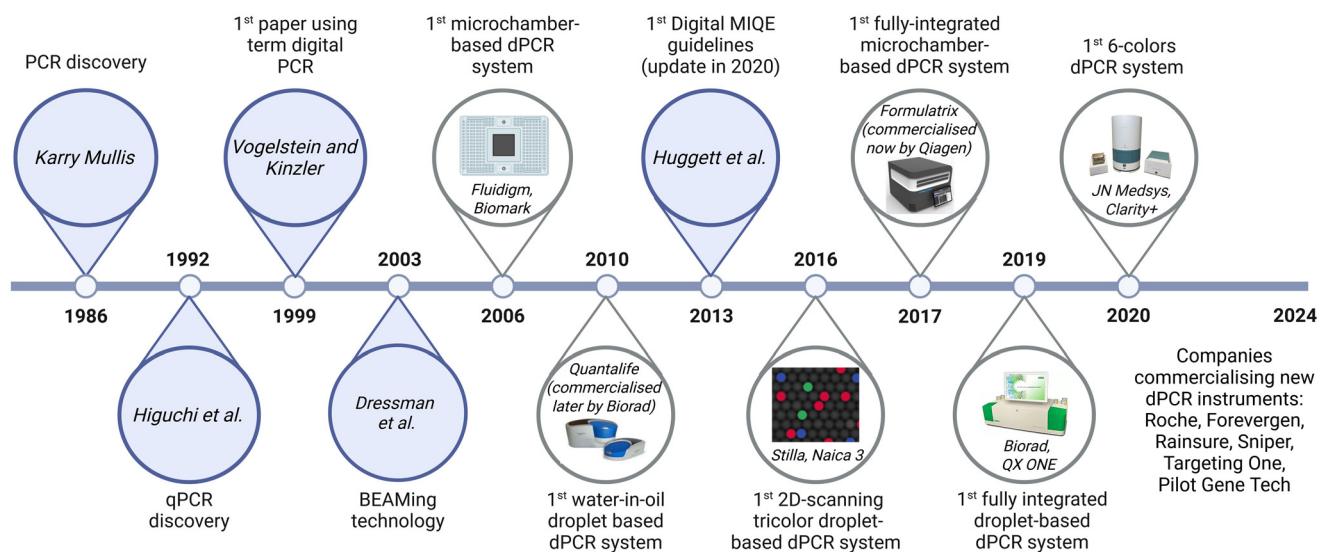 PCR discovery
Karry Mullis
1986
1992
Higuchi et al.
qPCR
discovery
1st paper using
term digital
PCR
Vogelstein and
Kinzler
1999
2003
Dressman
et al.
BEAMing
technology
1st microchamber-
based dPCR
system
Fluidigm,
Biomark
2006
2010
Quantalife
(commercialised
later by Biorad)
1st water-in-oil
droplet based
dPCR system
1st Digital MIQE
guidelines
(update in 2020)
Huggett et al.
2013
2016
Stilla, Naica 3
1st 2D-scanning
tricolor droplet-
based dPCR system
1st fully-integrated
microchamber-
based dPCR system
Formulatrix
(commercialised
now by Qiagen)
2017
2019
Biorad,
QX ONE
1st fully integrated
droplet-based
dPCR system
1st 6-colors
dPCR system
JN Medsys,
Clarity+
2020
2024
Companies
commercialising new
dPCR instruments:
Roche, Forevergen,
Rainsure, Sniper,
Targeting One,
Pilot Gene Tech